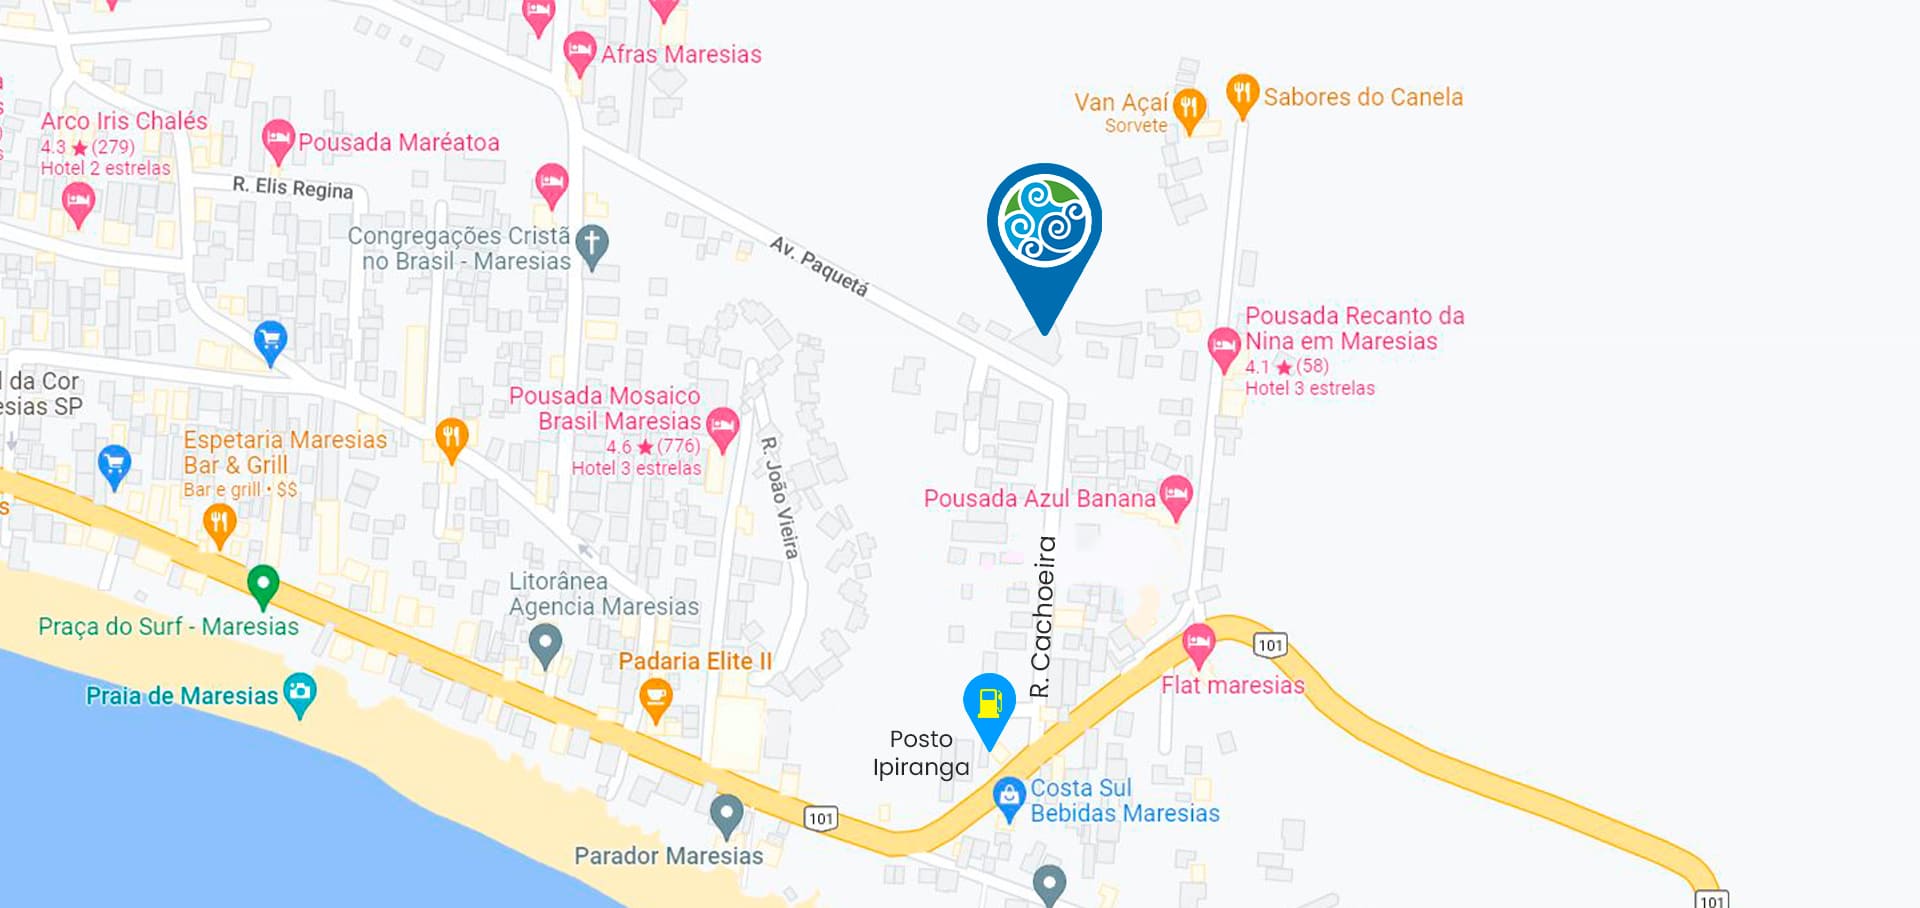 Afras Maresias
Van Açaí
Sorvete
Sabores do Canela
Arco Iris Chalés
4.3 ★ (279)
Hotel 2 estrelas
Pousada Maréatoa
R. Elis Regina
Congregações Cristã
no Brasil - Maresias
Av. Paquetá
Pousada Recanto da
Nina em Maresias
4.1 ★ (58)
Hotel 3 estrelas
l da Cor
esias SP
Pousada Mosaico
Brasil Maresias
4.6 ★ (776)
Hotel 3 estrelas
Espetaria Maresias
Bar & Grill
Bar e grill • $$
R. João Vieira
Pousada Azul Banana
R. Cachoeira
Litorânea
Agencia Maresias
Praça do Surf - Maresias
101
Padaria Elite II
Flat maresias
Praia de Maresias
Posto
Ipiranga
Costa Sul
Bebidas Maresias
101
Parador Maresias
101